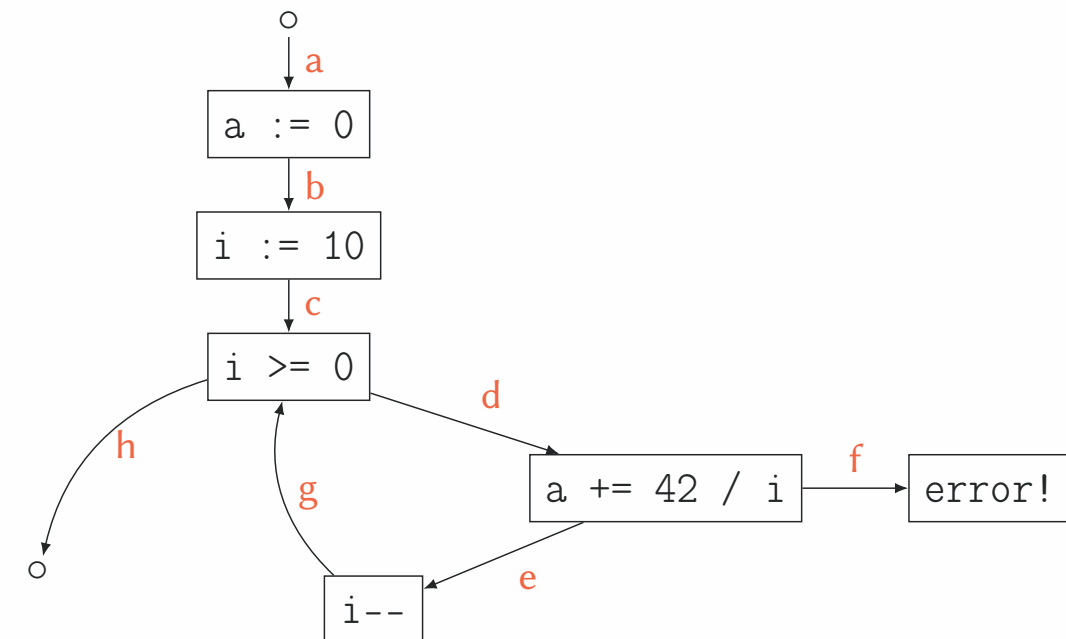 a
a := 0
b
i := 10
c
i >= 0
d
h
f
g
a += 42 / i
error!
e
i--